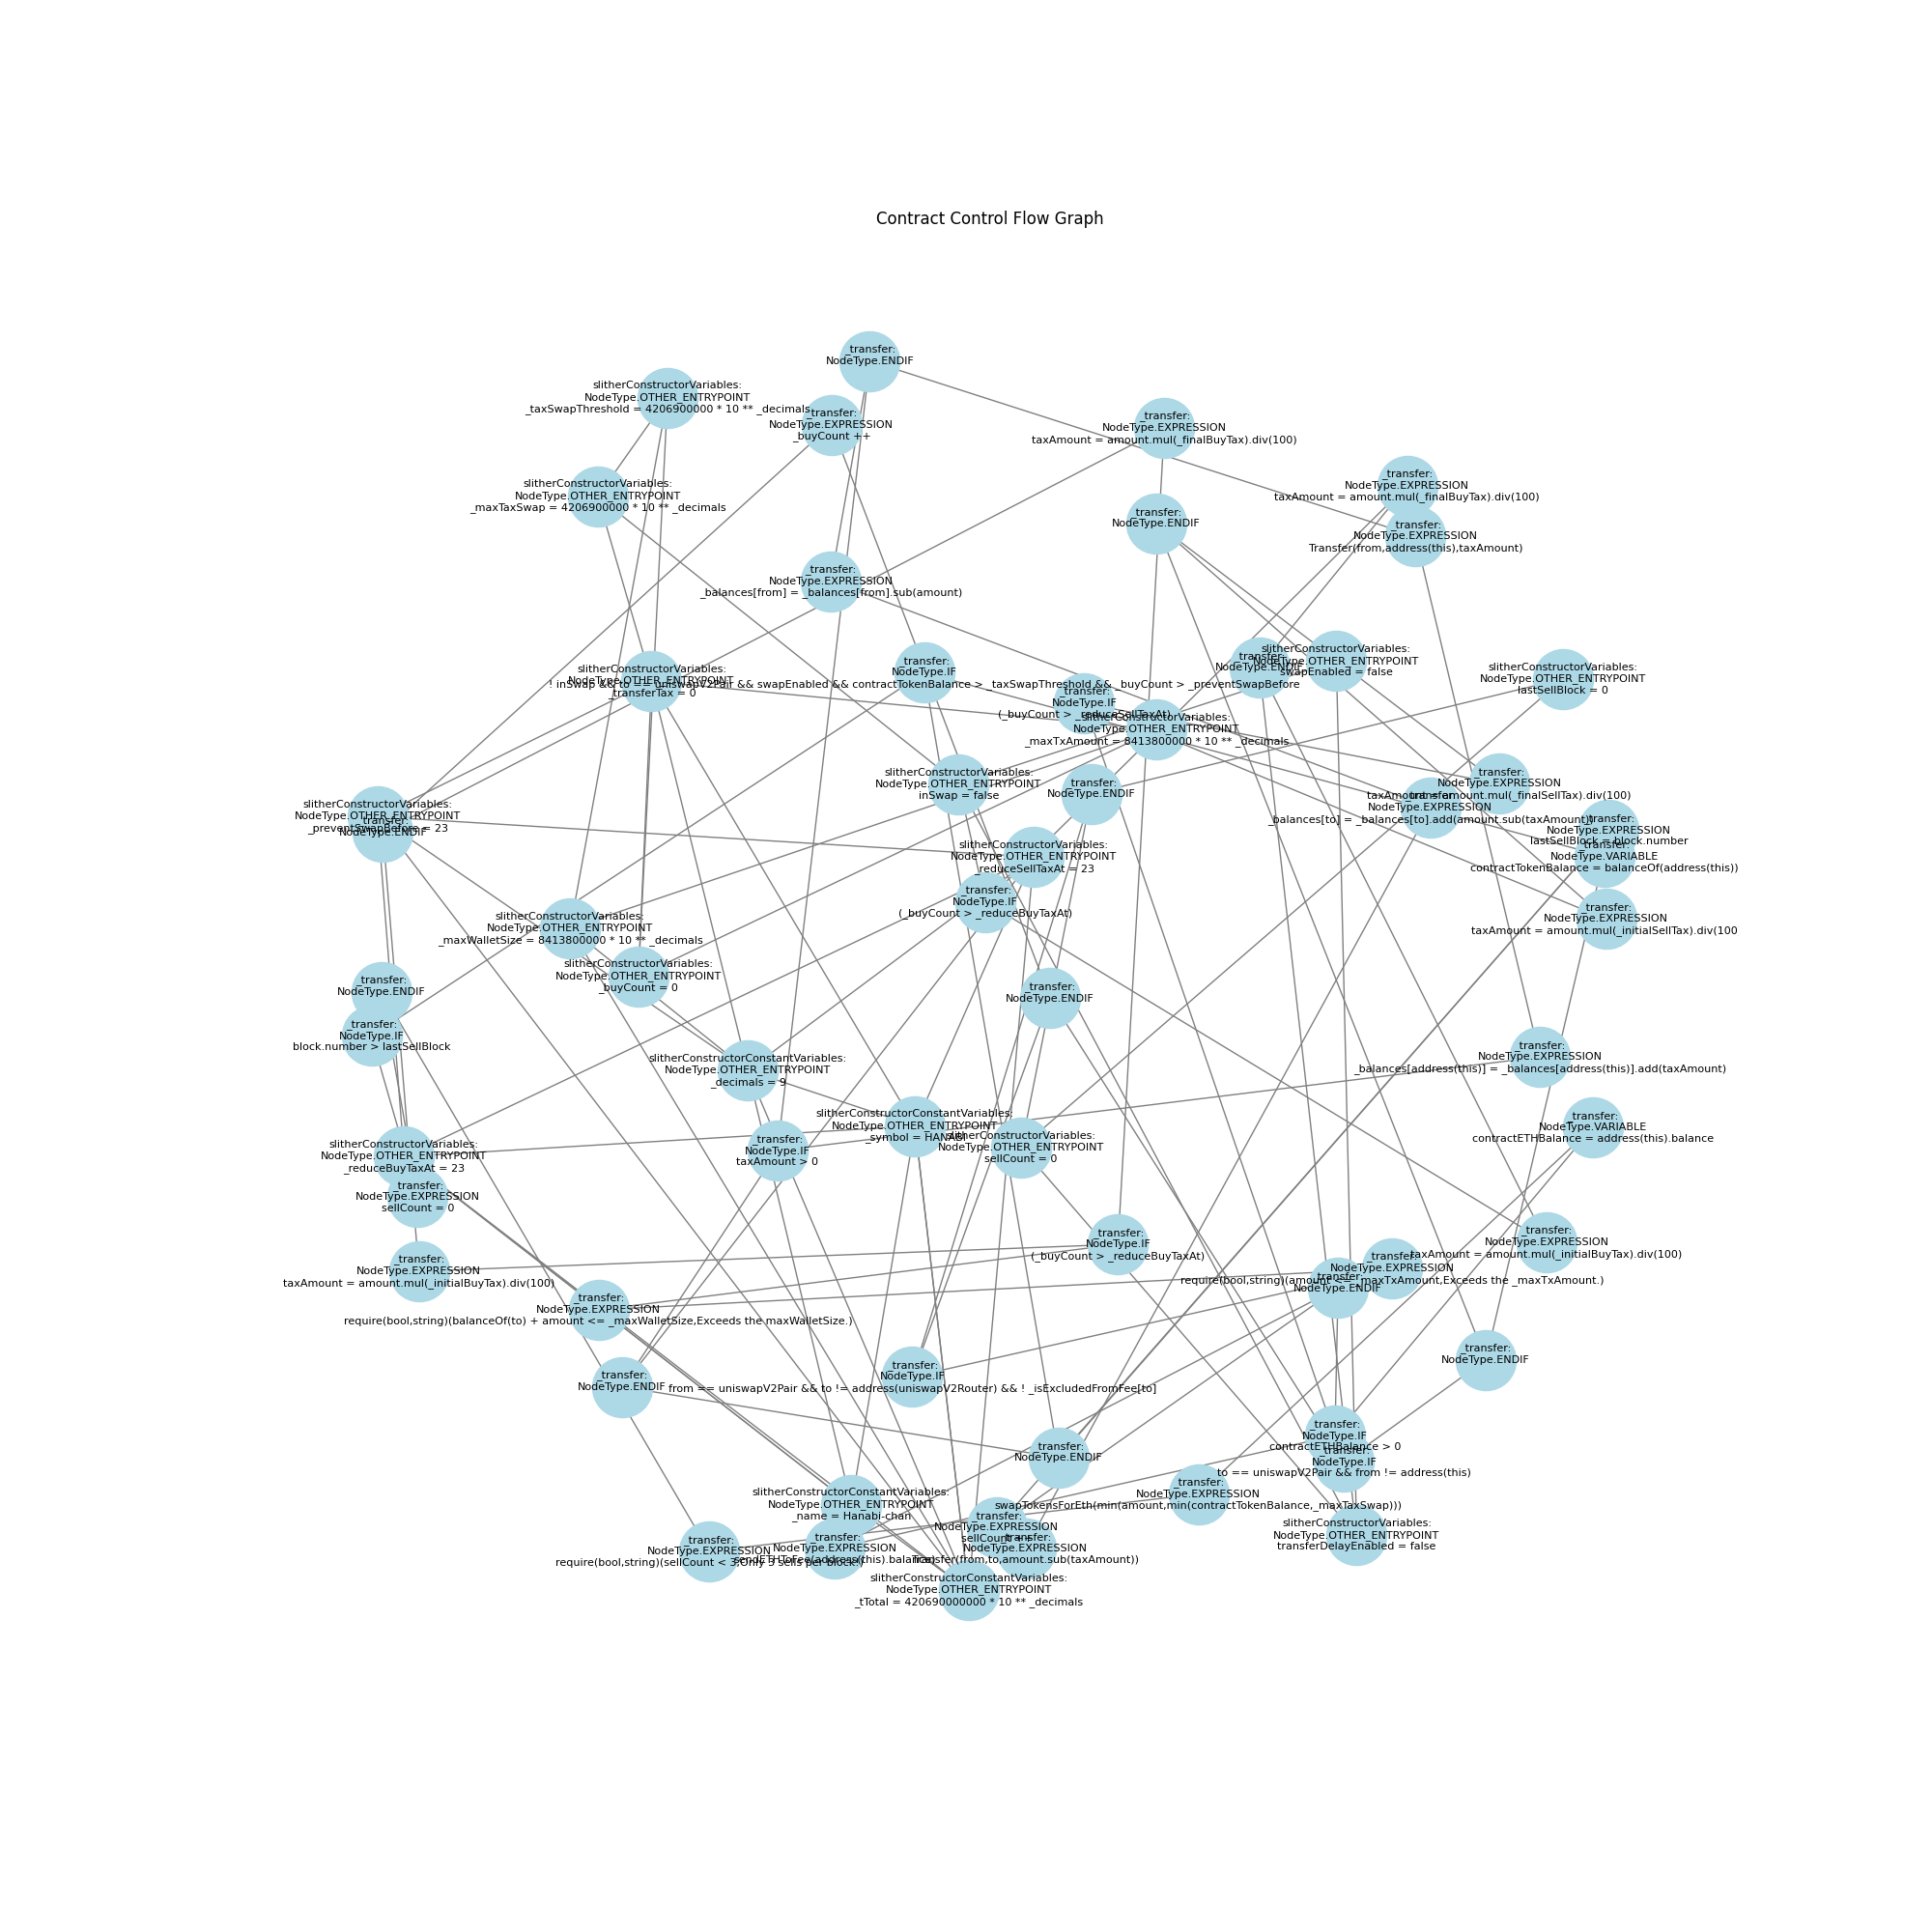 Contract Control Flow Graph
_transfer:
NodeType.ENDIF
slitherConstructorVariables:
NodeType.OTHER_ENTRYPOINT
_taxSwapThreshold = 4206900000 * 10 ** _decimals
_transfer:
NodeType.EXPRESSION
_buyCount ++
_transfer:
NodeType.EXPRESSION
taxAmount = amount.mul(_finalBuyTax).div(100)
slitherConstructorVariables:
NodeType.OTHER_ENTRYPOINT
_maxTaxSwap = 4206900000 * 10 ** _decimals
_transfer:
NodeType.EXPRESSION
taxAmount = amount.mul(_finalBuyTax).div(100)
_transfer:
NodeType.ENDIF
_transfer:
NodeType.EXPRESSION
Transfer(from,address(this),taxAmount)
_transfer:
NodeType.EXPRESSION
_balances[from] = _balances[from].sub(amount)
slitherConstructorVariables:
NodeType.OTHER_ENTRYPOINT
_transferTax = 0
_transfer:
NodeType.IF
! inSwap && to == _uniswapV2Pair && swapEnabled && contractTokenBalance > _taxSwapThreshold && _buyCount > _preventSwapBefore
_transfer:
NodeType.ENDIF
slitherConstructorVariables:
NodeType.OTHER_ENTRYPOINT
swapEnabled = false
slitherConstructorVariables:
NodeType.OTHER_ENTRYPOINT
lastSellBlock = 0
_transfer:
NodeType.IF
(_buyCount > _reduceSellTaxAt)
slitherConstructorVariables:
NodeType.OTHER_ENTRYPOINT
_maxTxAmount = 8413800000 * 10 ** _decimals
slitherConstructorVariables:
NodeType.OTHER_ENTRYPOINT
inSwap = false
_transfer:
NodeType.ENDIF
_transfer:
NodeType.EXPRESSION
taxAmount = amount.mul(_finalSellTax).div(100)
_transfer:
NodeType.EXPRESSION
_balances[to] = _balances[to].add(amount.sub(taxAmount))
slitherConstructorVariables:
NodeType.OTHER_ENTRYPOINT
_preventSwapBefore = 23
_transfer:
NodeType.ENDIF
_transfer:
NodeType.EXPRESSION
lastSellBlock = block.number
_transfer:
NodeType.VARIABLE
contractTokenBalance = balanceOf(address(this))
slitherConstructorVariables:
NodeType.OTHER_ENTRYPOINT
_reduceSellTaxAt = 23
_transfer:
NodeType.IF
(_buyCount > _reduceBuyTaxAt)
_transfer:
NodeType.EXPRESSION
taxAmount = amount.mul(_initialSellTax).div(100
slitherConstructorVariables:
NodeType.OTHER_ENTRYPOINT
_maxWalletSize = 8413800000 * 10 ** _decimals
slitherConstructorVariables:
NodeType.OTHER_ENTRYPOINT
_buyCount = 0
_transfer:
NodeType.ENDIF
_transfer:
NodeType.ENDIF
_transfer:
NodeType.IF
block.number > lastSellBlock
_transfer:
NodeType.EXPRESSION
_balances[address(this)] = _balances[address(this)].add(taxAmount)
slitherConstructorConstantVariables:
NodeType.OTHER_ENTRYPOINT
_decimals = 9
slitherConstructorConstantVariables:
NodeType.OTHER_ENTRYPOINT
_symbol = HANABI
_transfer:
NodeType.VARIABLE
contractETHBalance = address(this).balance
slitherConstructorVariables:
NodeType.OTHER_ENTRYPOINT
sellCount = 0
_transfer:
NodeType.IF
taxAmount > 0
slitherConstructorVariables:
NodeType.OTHER_ENTRYPOINT
_reduceBuyTaxAt = 23
_transfer:
NodeType.EXPRESSION
sellCount = 0
_transfer:
NodeType.IF
(_buyCount > _reduceBuyTaxAt)
_transfer:
NodeType.EXPRESSION
taxAmount = amount.mul(_initialBuyTax).div(100)
_transfer:
NodeType.EXPRESSION
taxAmount = amount.mul(_initialBuyTax).div(100)
_transfer:
NodeType.EXPRESSION
require(bool,string)(amount <= _maxTxAmount,Exceeds the _maxTxAmount.)
_transfer:
NodeType.ENDIF
_transfer:
NodeType.EXPRESSION
require(bool,string)(balanceOf(to) + amount <= _maxWalletSize,Exceeds the maxWalletSize.)
_transfer:
NodeType.ENDIF
_transfer:
NodeType.ENDIF
_transfer:
NodeType.IF
from == uniswapV2Pair && to != address(uniswapV2Router) && ! _isExcludedFromFee[to]
_transfer:
NodeType.IF
contractETHBalance > 0
_transfer:
NodeType.ENDIF
_transfer:
NodeType.IF
to == uniswapV2Pair && from != address(this)
_transfer:
NodeType.EXPRESSION
swapTokensForEth(min(amount,min(contractTokenBalance,_maxTaxSwap)))
slitherConstructorConstantVariables:
NodeType.OTHER_ENTRYPOINT
_name = Hanabi-chan
_transfer:
NodeType.EXPRESSION
sellCount ++
slitherConstructorVariables:
NodeType.OTHER_ENTRYPOINT
transferDelayEnabled = false
_transfer:
NodeType.EXPRESSION
require(bool,string)(sellCount < 3,Only 3 sells per block!)
_transfer:
NodeType.EXPRESSION
sendETHToFee(address(this).balance)
_transfer:
NodeType.EXPRESSION
Transfer(from,to,amount.sub(taxAmount))
slitherConstructorConstantVariables:
NodeType.OTHER_ENTRYPOINT
_tTotal = 420690000000 * 10 ** _decimals